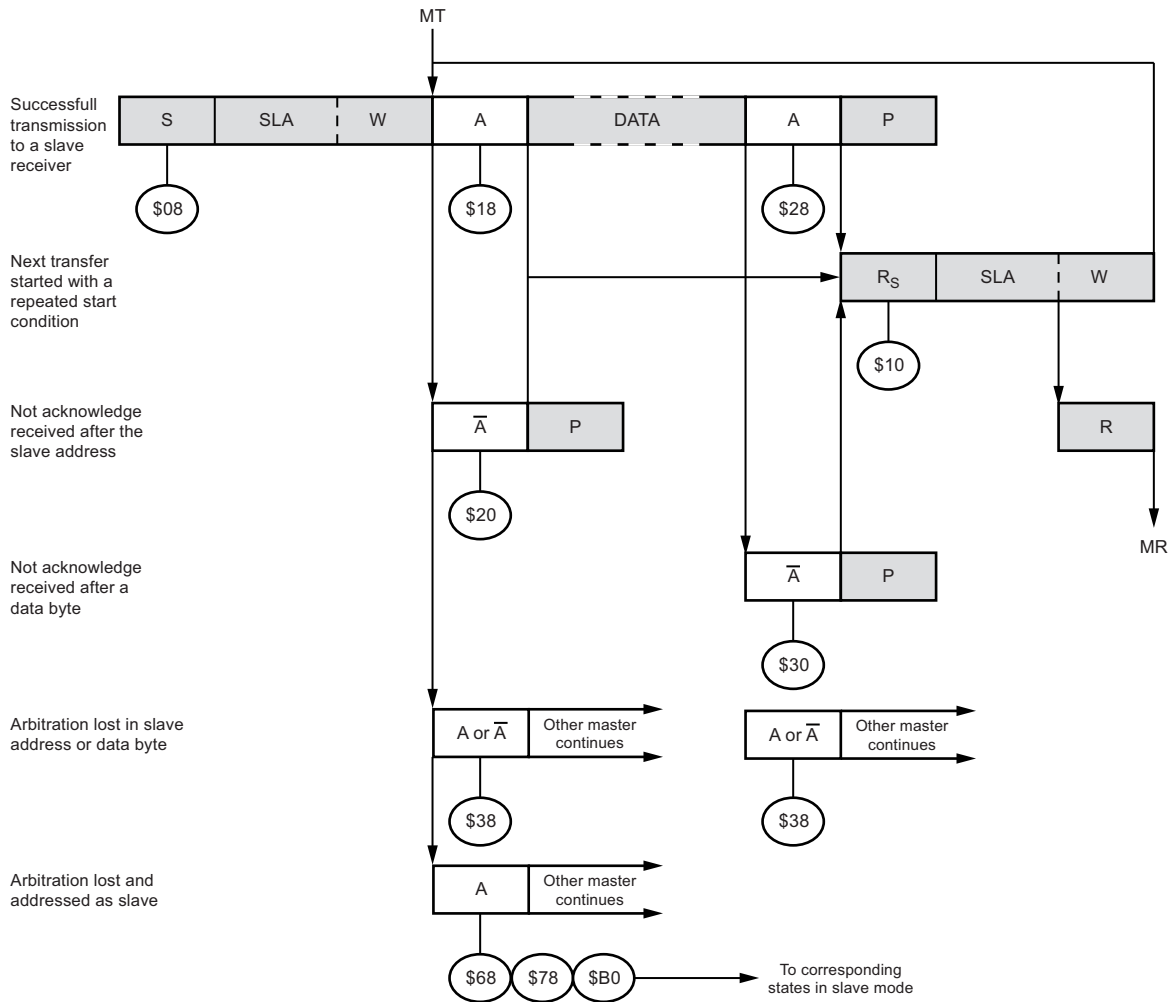 MT
Successfull
transmission
to a slave
receiver
S
SLA
W
A
DATA
A
P
$08
$18
$28
Next transfer
started with a
repeated start
condition
RS
SLA
W
$10
Not acknowledge
received after the
slave address
A̅
P
R
$20
MR
Not acknowledge
received after a
data byte
A̅
P
$30
Arbitration lost in slave
address or data byte
A or A̅
Other master
continues
A or A̅
Other master
continues
$38
$38
Arbitration lost and
addressed as slave
A
Other master
continues
$68
$78
$B0
To corresponding
states in slave mode